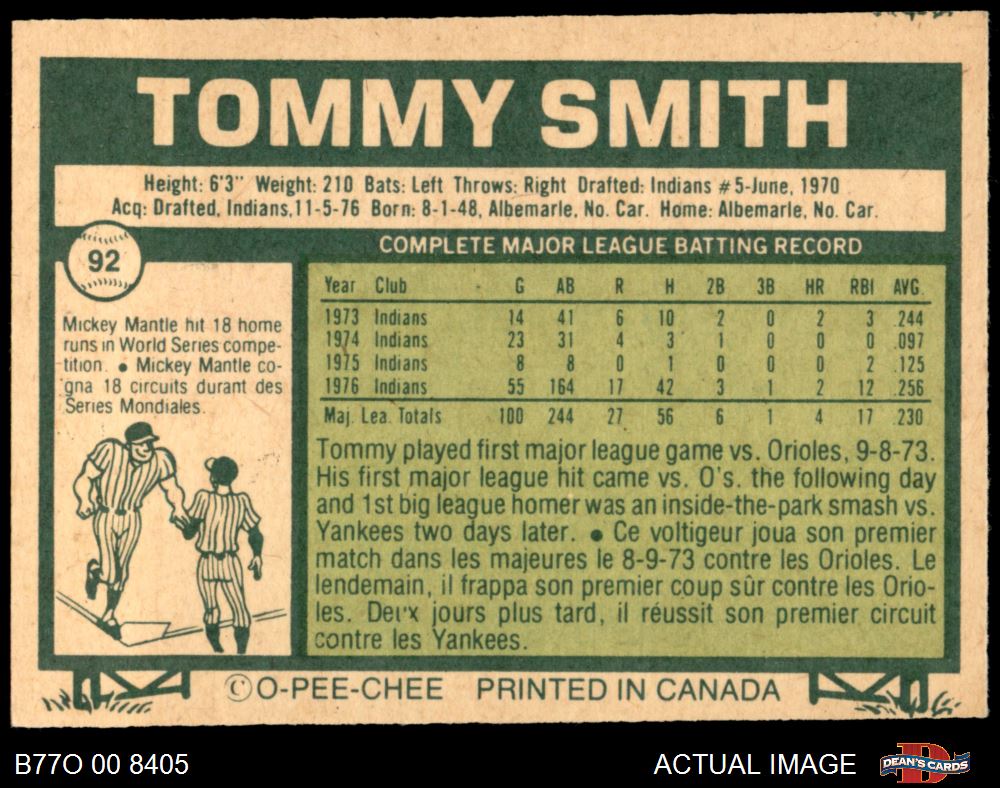 TOMMY SMITH
Height: 6'3" Weight: 210 Bats: Left Throws: Right Drafted: Indians #5-June, 1970
Acq: Drafted, Indians,11-5-76 Born: 8-1-48, Albemarle, No. Car. Home: Albemarle, No. Car.
92
COMPLETE MAJOR LEAGUE BATTING RECORD
Year Club G AB R H 2B 3B HR RBI AVG.
1973 Indians 14 41 6 10 2 0 2 3 .244
1974 Indians 23 31 4 3 1 0 0 0 .097
1975 Indians 8 8 0 1 0 0 0 2 .125
1976 Indians 55 164 17 42 3 1 2 12 .256
Maj. Lea. Totals 100 244 27 56 6 1 4 17 .230
Mickey Mantle hit 18 home
runs in World Series compe-
tition. ● Mickey Mantle co-
gna 18 circuits durant des
Series Mondiales.
Tommy played first major league game vs. Orioles, 9-8-73.
His first major league hit came vs. O's. the following day
and 1st big league homer was an inside-the-park smash vs.
Yankees two days later. ● Ce voltigeur joua son premier
match dans les majeures le 8-9-73 contre les Orioles. Le
lendemain, il frappa son premier coup sûr contre les Orio-
les. Deux jours plus tard, il réussit son premier circuit
contre les Yankees.
© O-PEE-CHEE PRINTED IN CANADA
B77O 00 8405
ACTUAL IMAGE
DEAN'S CARDS